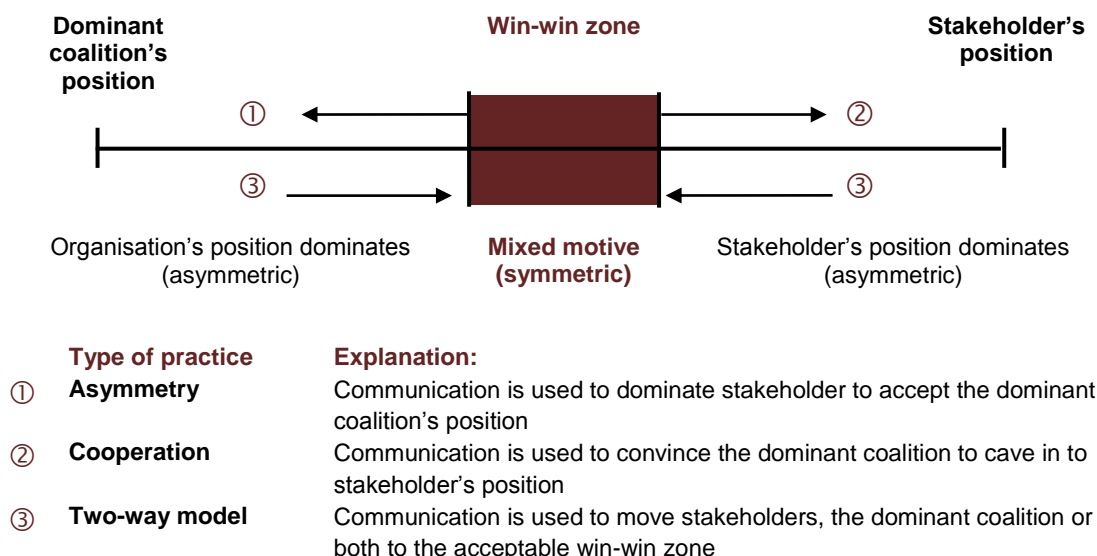 Dominant coalition's position
Win-win zone
Stakeholder's position
①
②
③
③
Organisation's position dominates (asymmetric)
Mixed motive (symmetric)
Stakeholder's position dominates (asymmetric)
Type of practice Explanation:
① Asymmetry Communication is used to dominate stakeholder to accept the dominant
coalition's position
② Cooperation Communication is used to convince the dominant coalition to cave in to
stakeholder's position
③ Two-way model Communication is used to move stakeholders, the dominant coalition or
both to the acceptable win-win zone